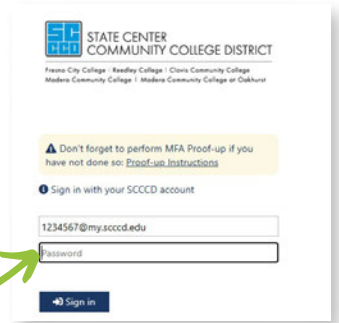 SC
CCD
STATE CENTER
COMMUNITY COLLEGE DISTRICT
Fresno City College | Reedley College | Clovis Community College
Madera Community College | Madera Community College at Oakhurst
Don't forget to perform MFA Proof-up if you
have not done so: Proof-up Instructions
Sign in with your SCCCD account
1234567@my.scccd.edu
Password
Sign in